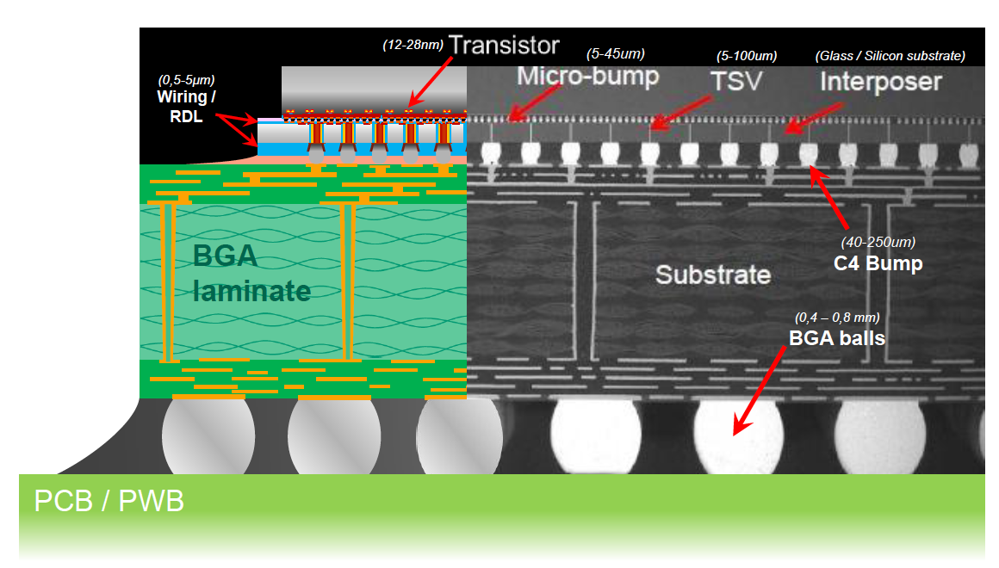 (12-28nm) Transistor
(5-45um)
(5-100um)
(Glass / Silicon substrate)
Micro-bump
TSV
Interposer
(0,5-5µm)
Wiring /
RDL
(40-250um)
C4 Bump
BGA
laminate
Substrate
(0,4 – 0,8 mm)
BGA balls
PCB / PWB